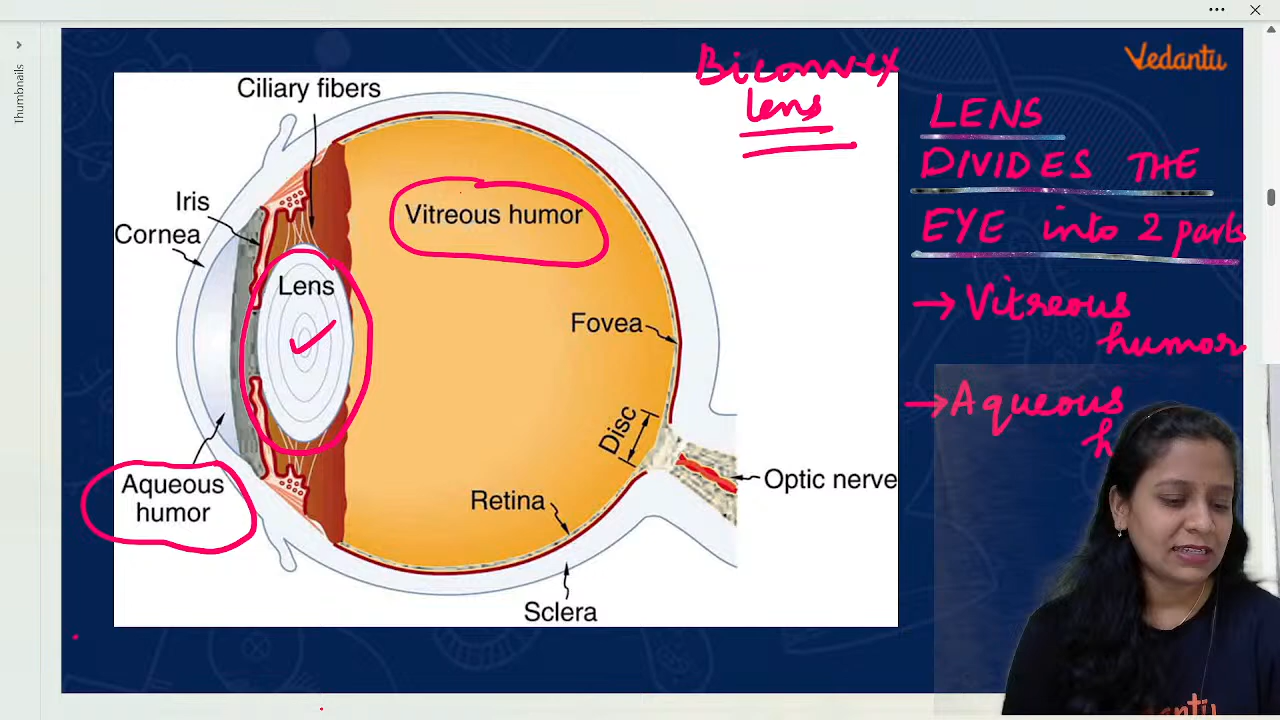 Thumbnails
Vedantu
Ciliary fibers
Iris
Cornea
Lens
Vitreous humor
Fovea
Disc
Aqueous
humor
Retina
Optic nerve
Sclera
Biconvex
lens
LENS
DIVIDES THE
EYE into 2 parts
→ Vitreous
humor
→ Aqueous
h